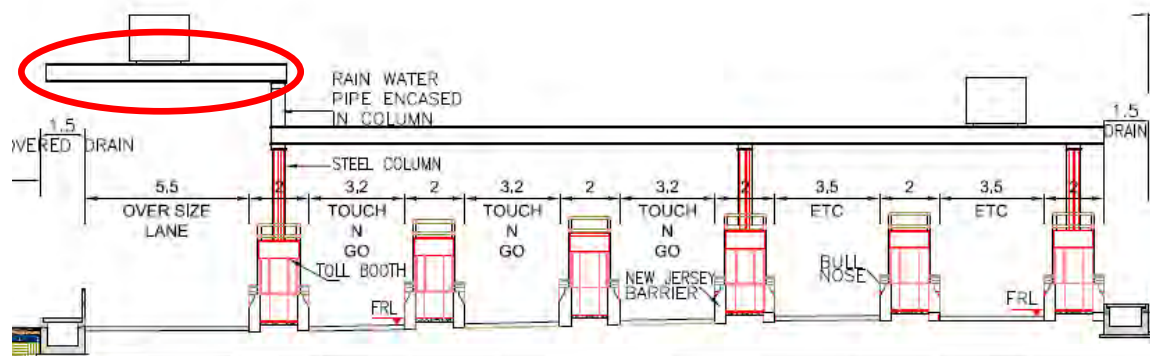 RAIN WATER
PIPE ENCASED
IN COLUMN
1.5
OVERED DRAIN
1.5
DRAIN
STEEL COLUMN
5,5
OVER SIZE
LANE
2
3,2
TOUCH
N
GO
2
3,2
TOUCH
N
GO
2
3,2
TOUCH
N
GO
2
3,5
ETC
2
3,5
ETC
2
TOLL BOOTH
FRL
NEW JERSEY
BARRIER
BULL
NOSE
FRL